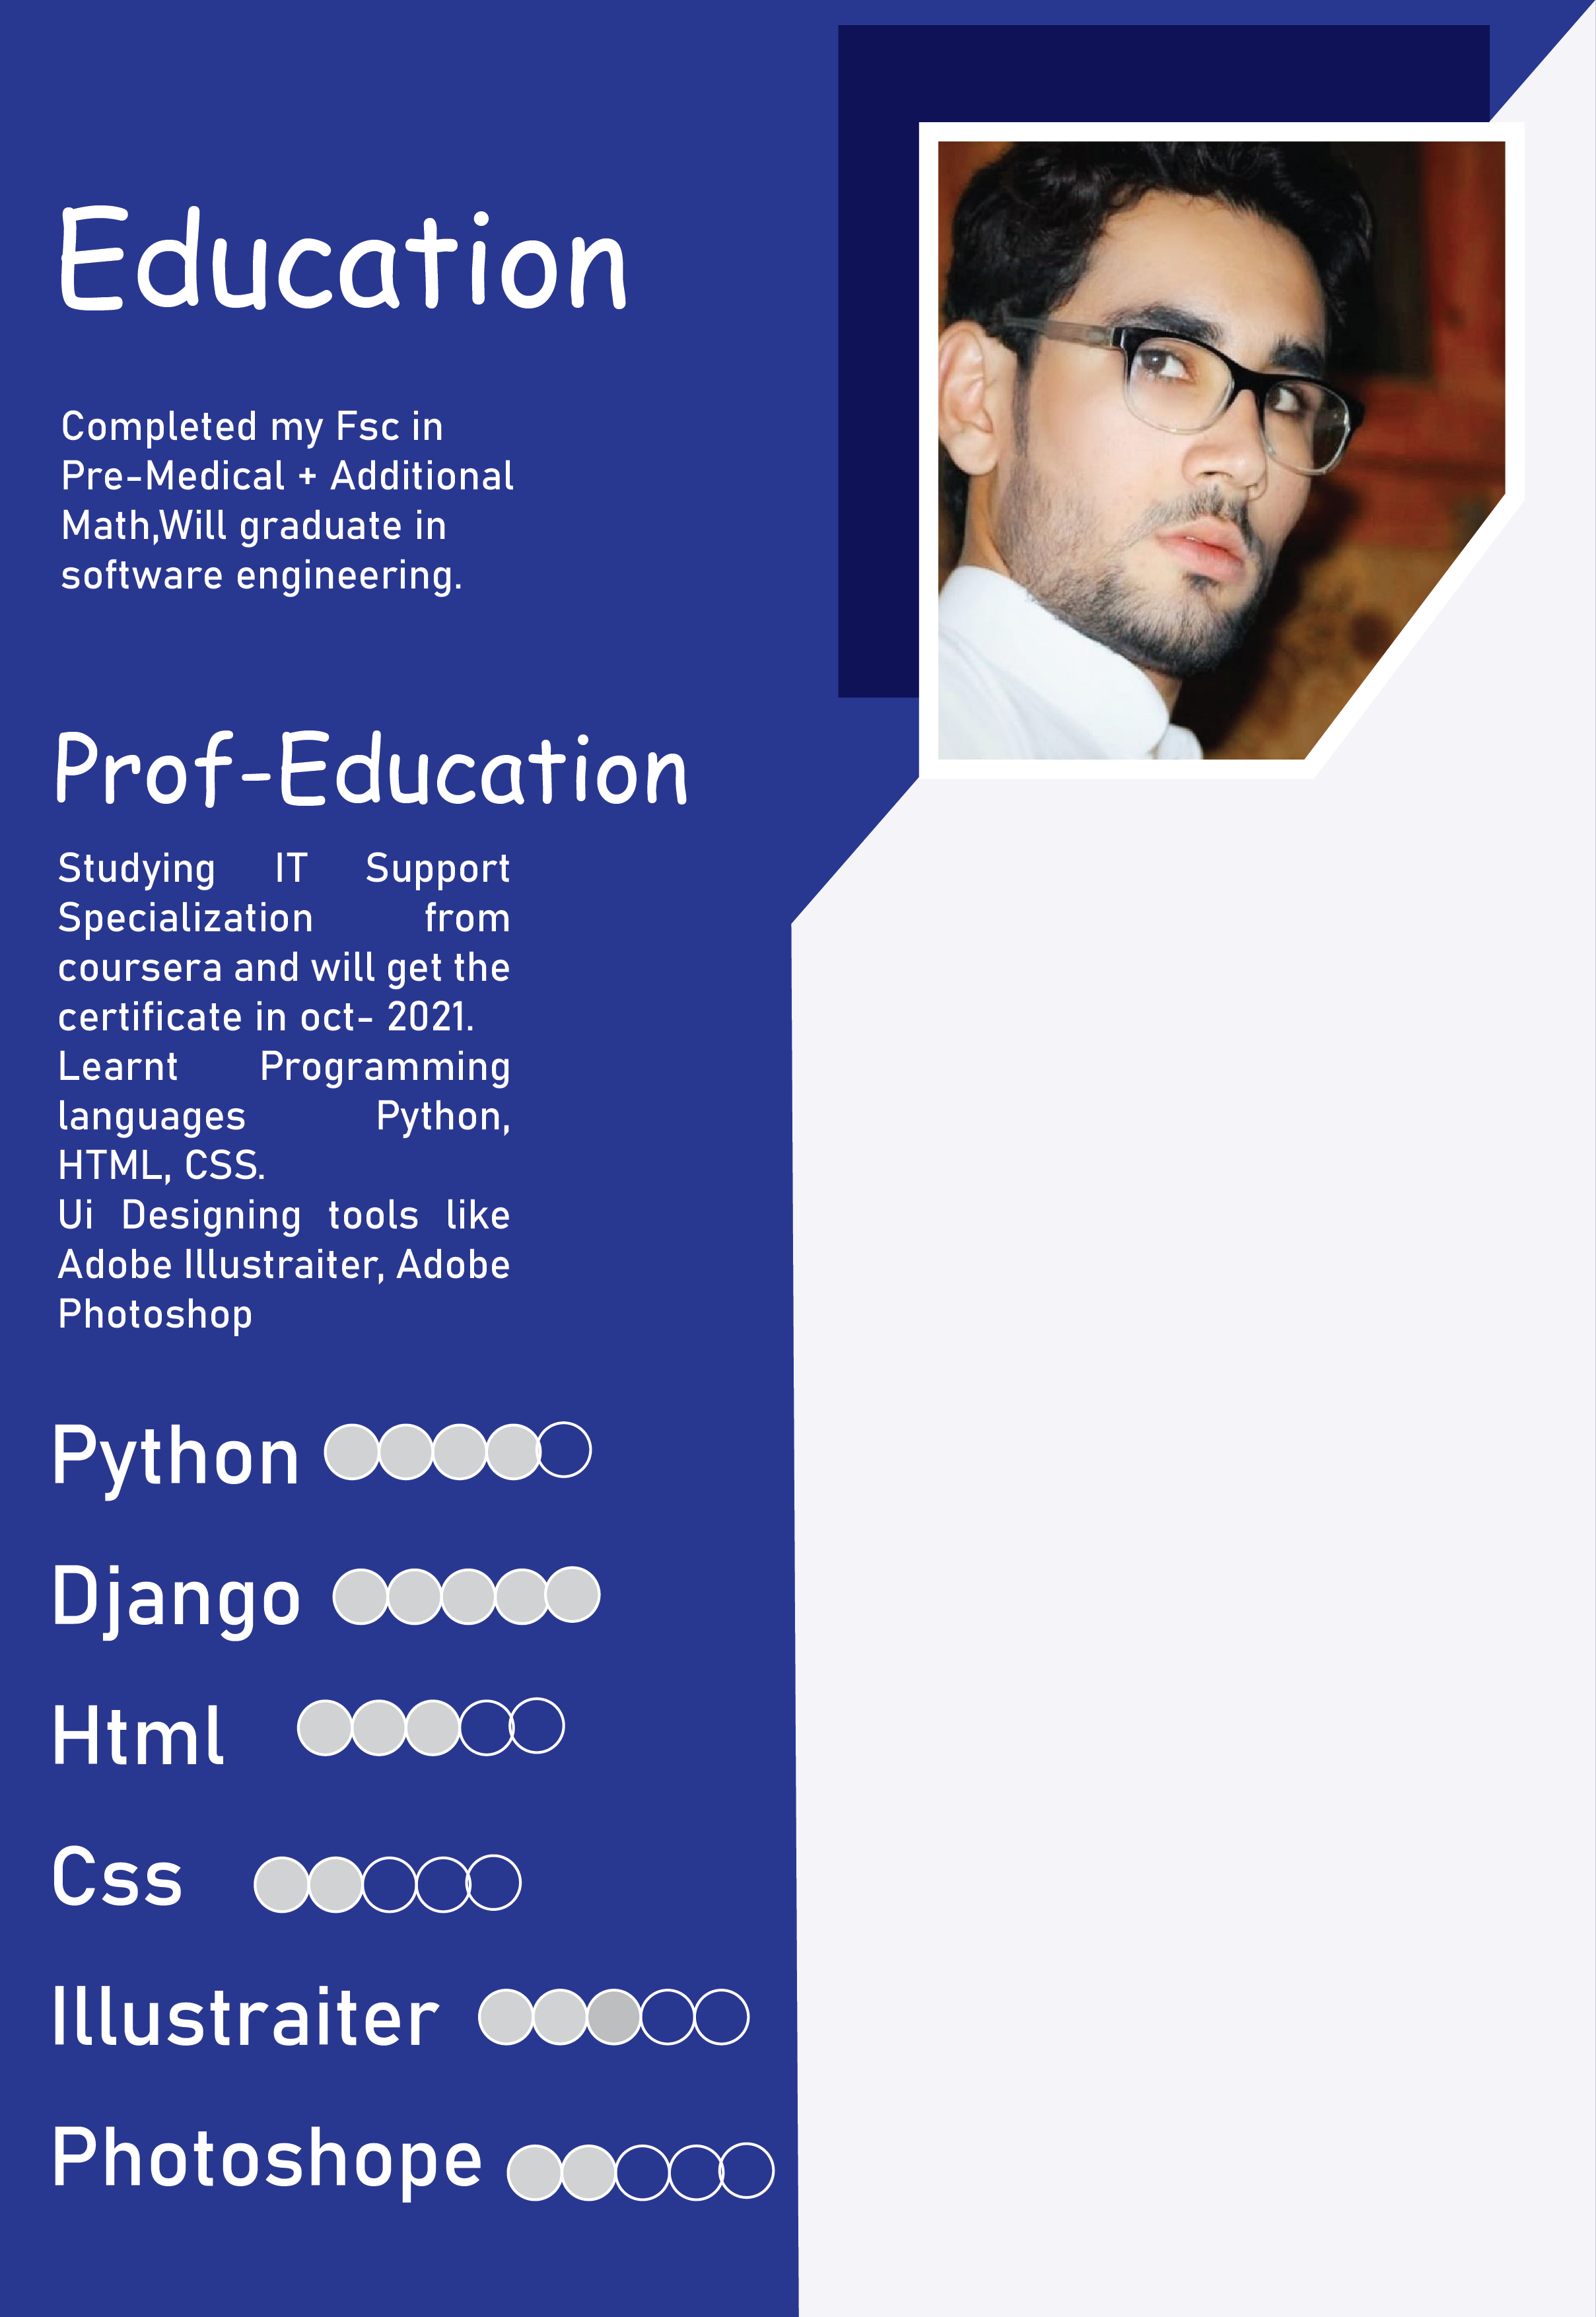 Education
Completed my Fsc in
Pre-Medical + Additional
Math,Will graduate in
software engineering.
Prof-Education
Studying IT Support
Specialization from
coursera and will get the
certificate in oct- 2021.
Learnt Programming
languages Python,
HTML, CSS.
Ui Designing tools like
Adobe Illustraiter, Adobe
Photoshop
Python
Django
Html
Css
Illustraiter
Photoshope